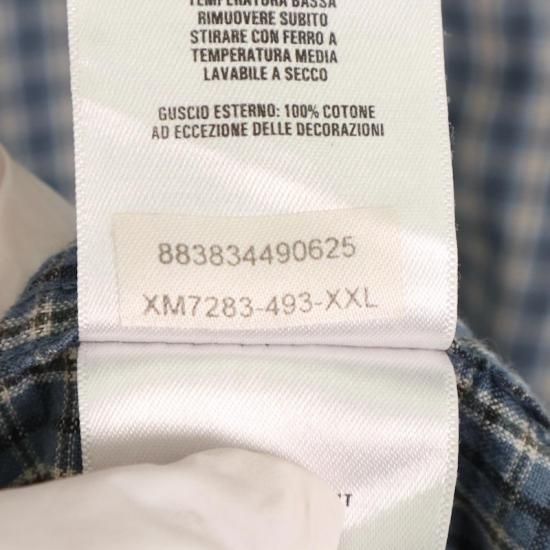 TEMPERATURA BASSA
RIMUOVERE SUBITO
STIRARE CON FERRO A
TEMPERATURA MEDIA
LAVABILE A SECCO
GUSCIO ESTERNO: 100% COTONE
AD ECCEZIONE DELLE DECORAZIONI
883834490625
XM7283-493-XXL